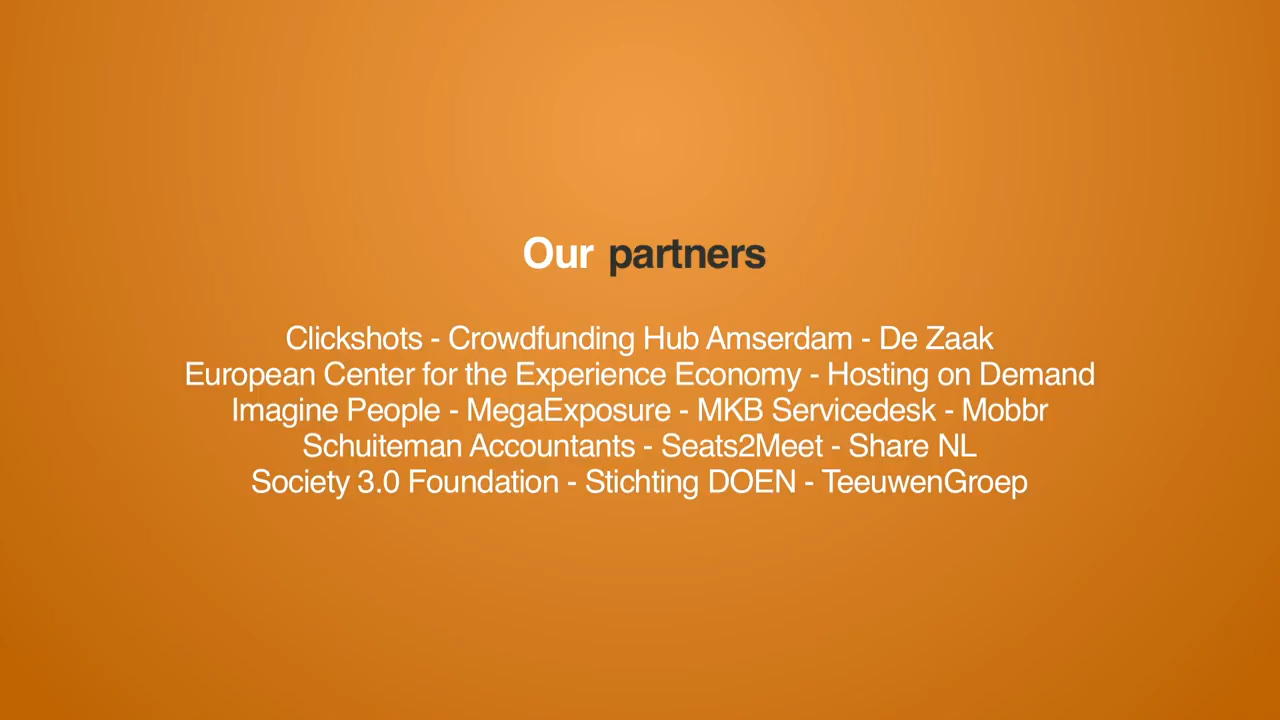 Our partners
Clickshots - Crowdfunding Hub Amserdam - De Zaak
European Center for the Experience Economy - Hosting on Demand
Imagine People - MegaExposure - MKB Servicedesk - Mobbr
Schuiteman Accountants - Seats2Meet - Share NL
Society 3.0 Foundation - Stichting DOEN - TeeuwenGroep